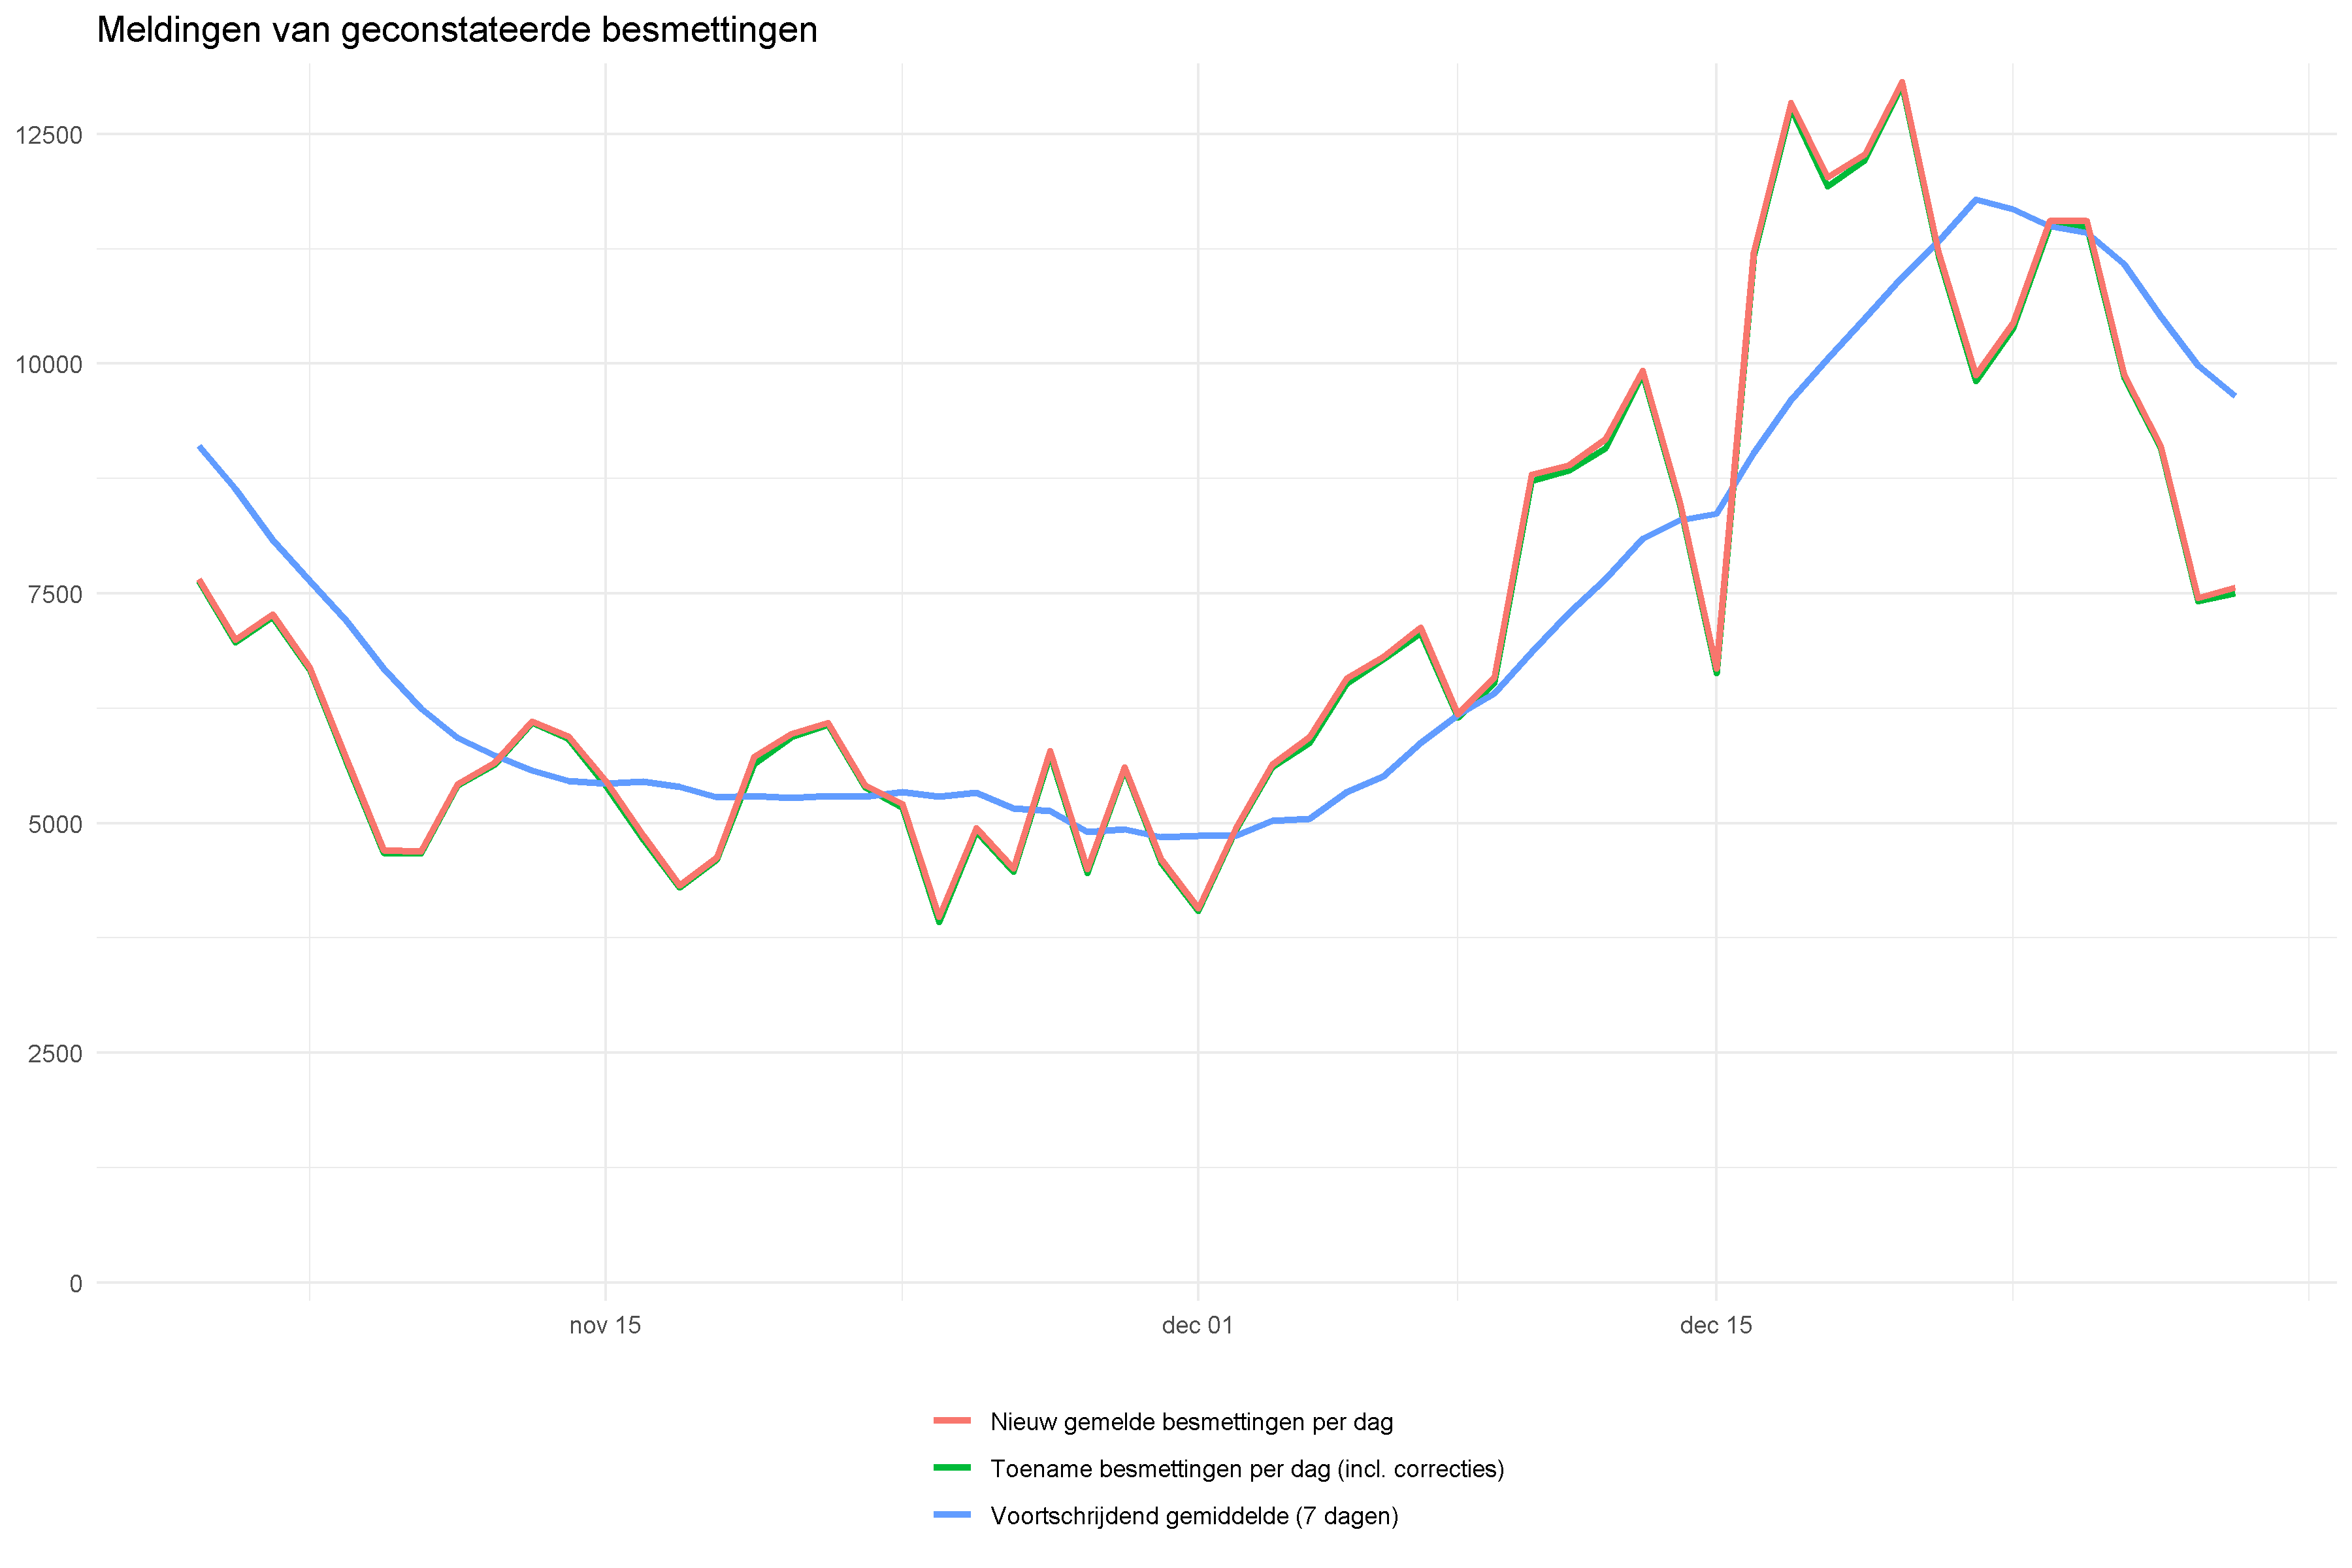 Meldingen van geconstateerde besmettingen
12500
10000
7500
5000
2500
0
nov 15 dec 01 dec 15
Nieuw gemelde besmettingen per dag
Toename besmettingen per dag (incl. correcties)
Voortschrijdend gemiddelde (7 dagen)